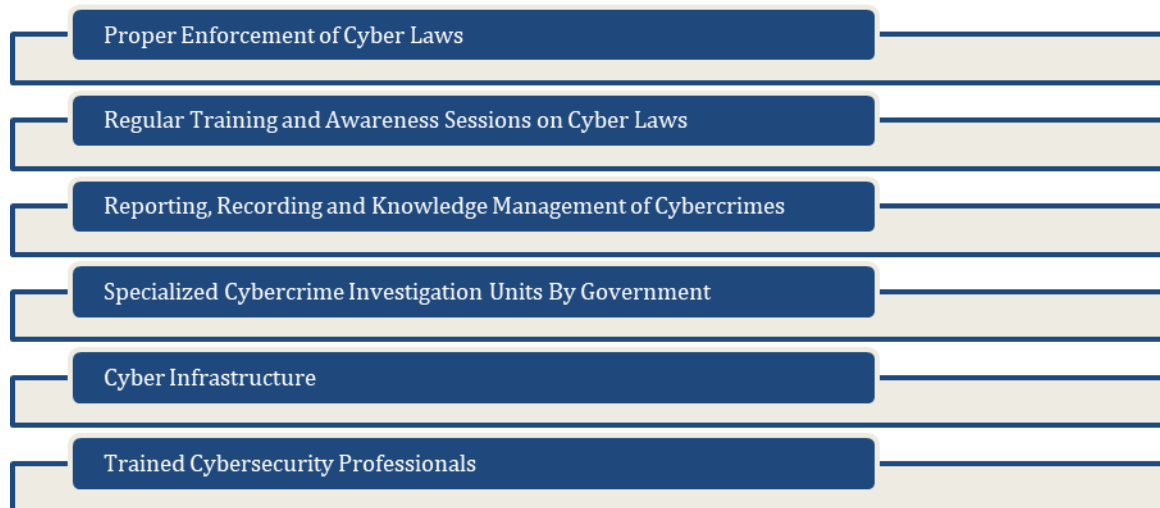 Proper Enforcement of Cyber Laws
Regular Training and Awareness Sessions on Cyber Laws
Reporting, Recording and Knowledge Management of Cybercrimes
Specialized Cybercrime Investigation Units By Government
Cyber Infrastructure
Trained Cybersecurity Professionals